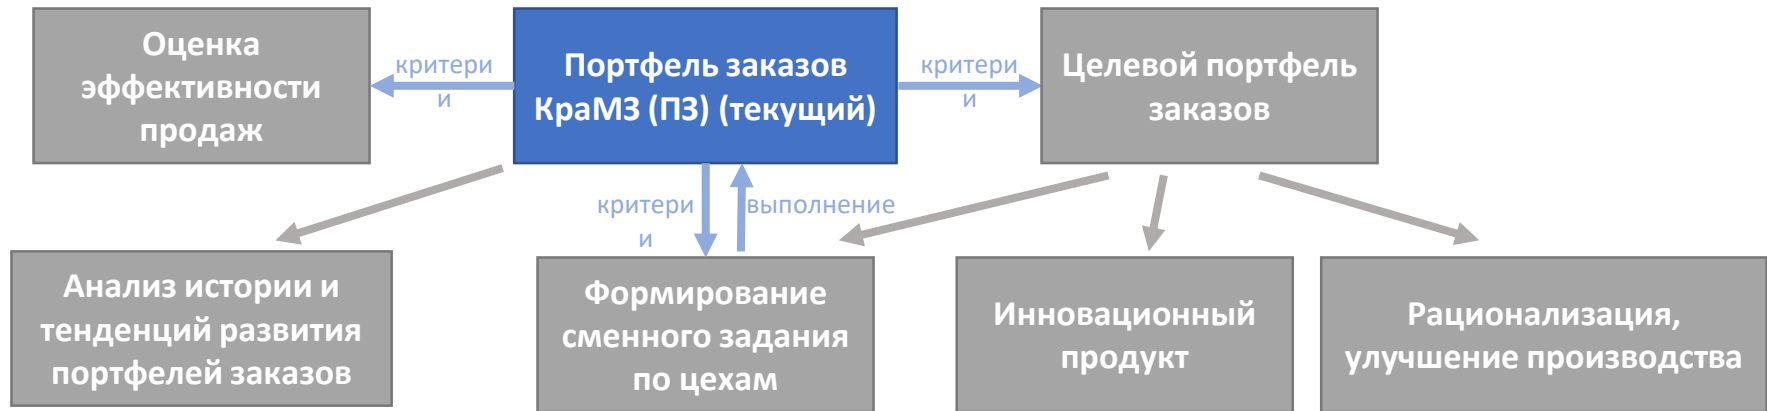 Оценка
эффективности
продаж
критери
и
Портфель заказов
КраМЗ (ПЗ) (текущий)
критери
и
Целевой портфель
заказов
критери
и
выполнение
Анализ истории и
тенденций развития
портфелей заказов
Формирование
сменного задания
по цехам
Инновационный
продукт
Рационализация,
улучшение производства